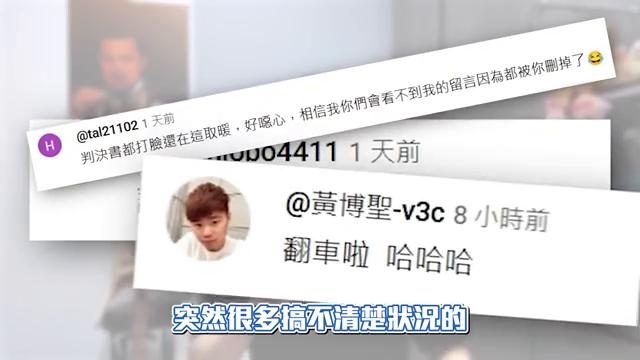 @tal21102 1 天前
判決書都打臉還在這取暖，好噁心，相信我你們會看不到我的留言因為都被你刪掉了😂
H
obo4411 1 天前
@黃博聖-v3c 8 小時前
翻車啦 哈哈哈
突然很多搞不清楚狀況的